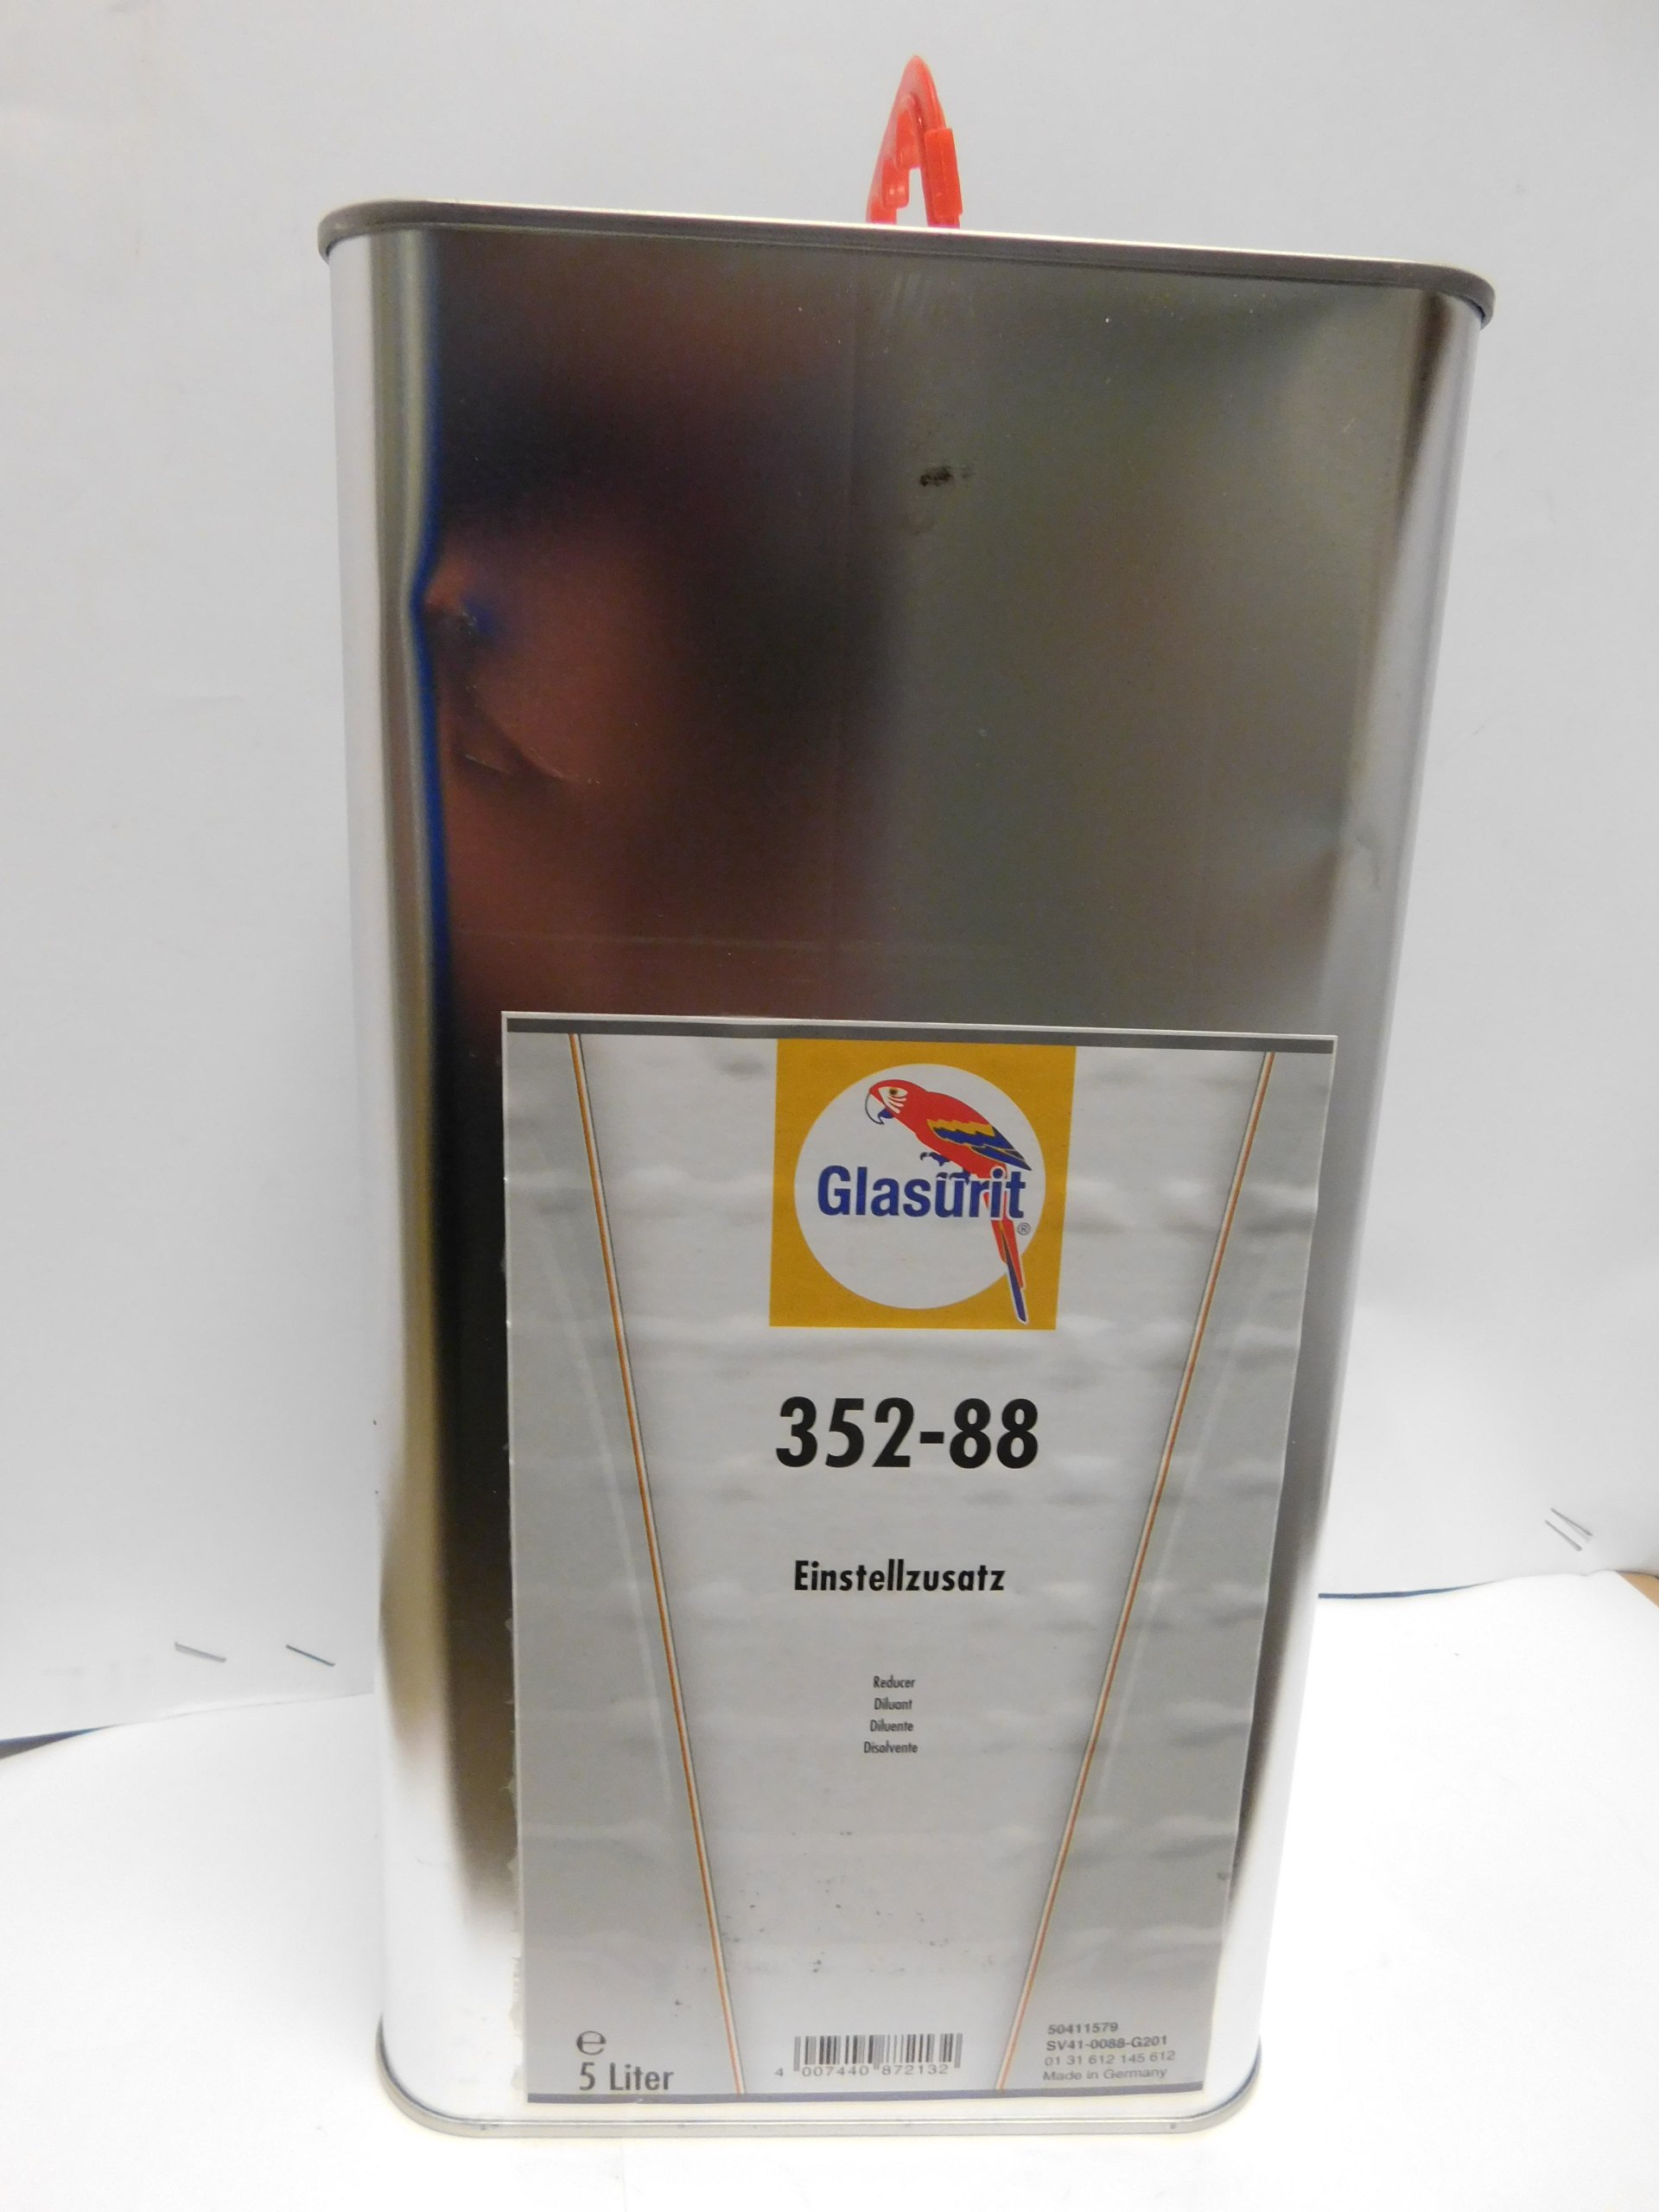 Glasurit
®
352-88
Einstellzusatz
Reducer
Diluant
Diluente
Disolvente
e
5 Liter
4 007440 872132
50411579
SV41-0088-G201
01 31 612 145 612
Made in Germany